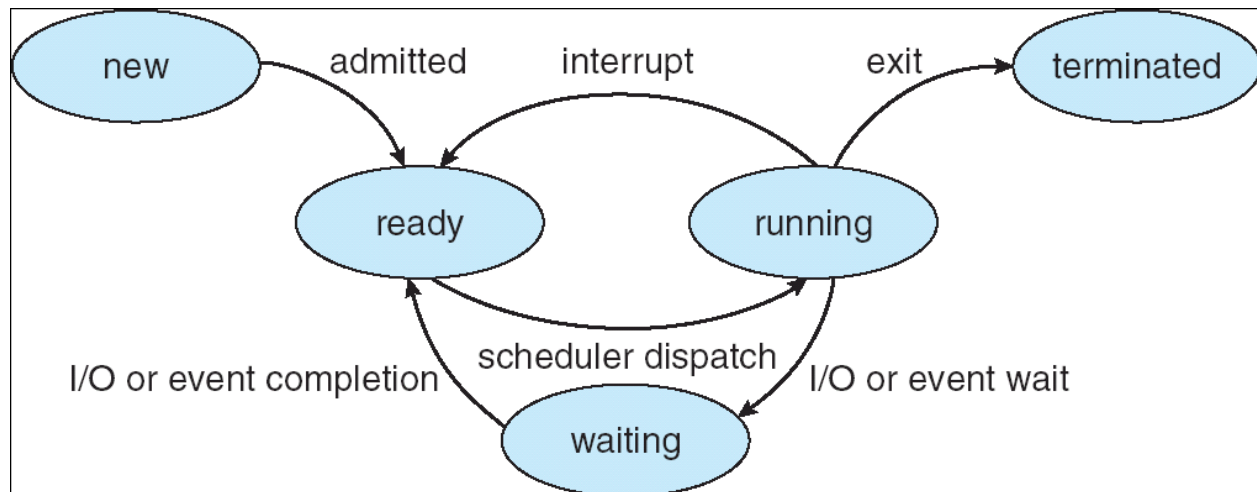 new
admitted
interrupt
exit
terminated
ready
running
scheduler dispatch
I/O or event completion
I/O or event wait
waiting